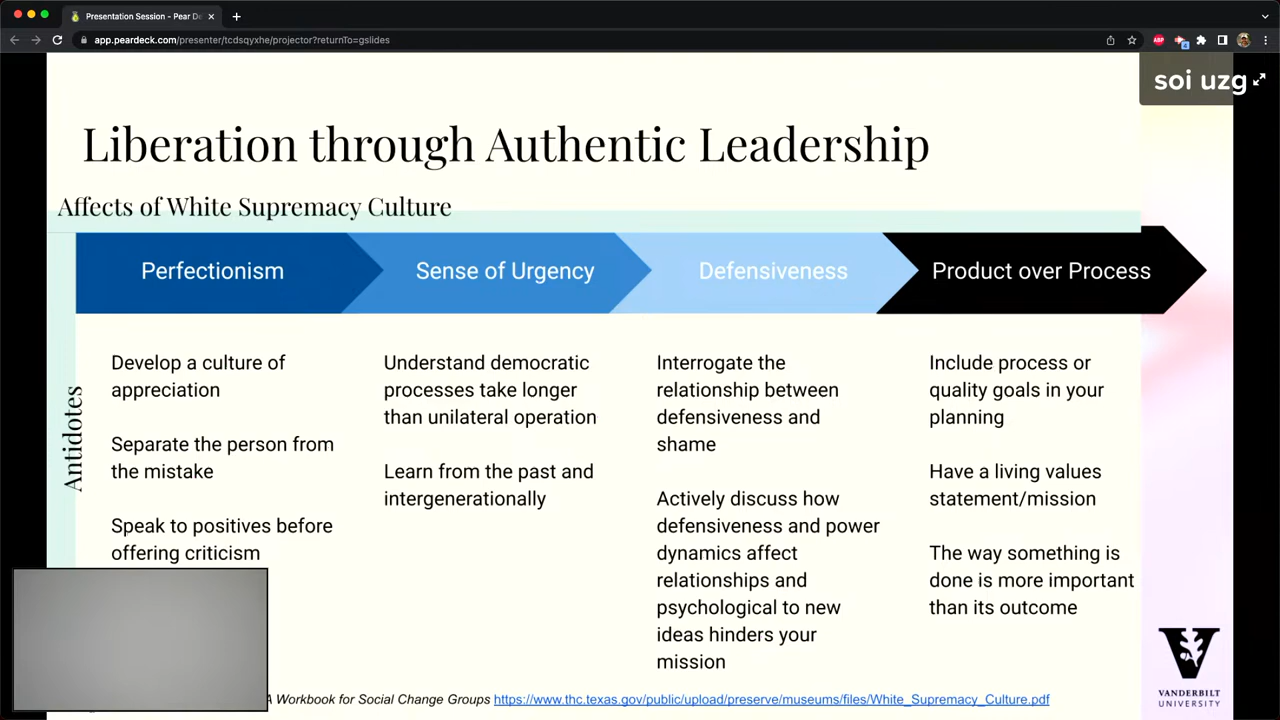 Presentation Session - Pear De
app.peardeck.com/presenter/tcdsqyxhe/projector?returnTo=gslides
ABP
4
soi uzg
Liberation through Authentic Leadership
Affects of White Supremacy Culture
Perfectionism
Sense of Urgency
Defensiveness
Product over Process
Antidotes
Develop a culture of
appreciation
Separate the person from
the mistake
Speak to positives before
offering criticism
Understand democratic
processes take longer
than unilateral operation
Learn from the past and
intergenerationally
Interrogate the
relationship between
defensiveness and
shame
Actively discuss how
defensiveness and power
dynamics affect
relationships and
psychological to new
ideas hinders your
mission
Include process or
quality goals in your
planning
Have a living values
statement/mission
The way something is
done is more important
than its outcome
A Workbook for Social Change Groups https://www.thc.texas.gov/public/upload/preserve/museums/files/White_Supremacy_Culture.pdf
V
VANDERBILT
UNIVERSITY